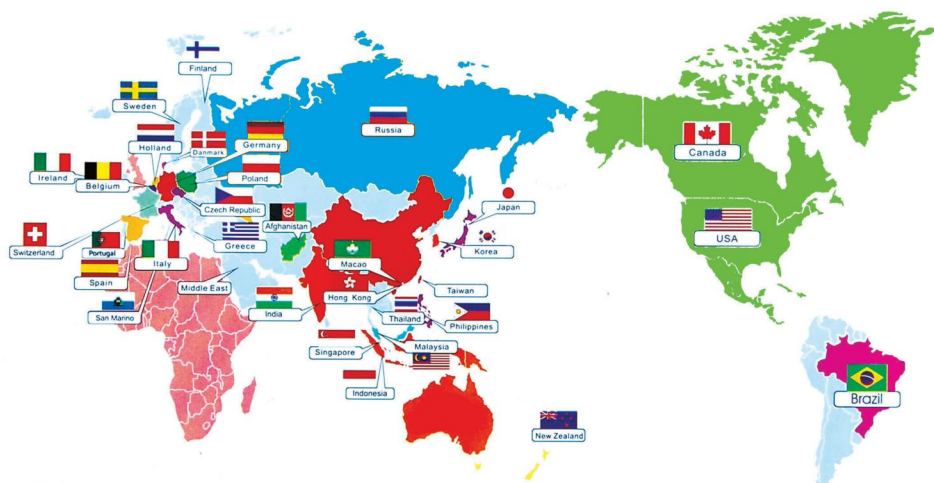 Finland
Sweden
Holland
Danmark
Germany
Russia
Ireland
Belgium
Poland
Czech Republic
Canada
Japan
Switzerland
Portugal
Italy
Greece
Afghanistan
Macao
Korea
USA
Spain
Middle East
Hong Kong
Taiwan
San Marino
India
Thailand
Philippines
Singapore
Malaysia
Indonesia
Brazil
New Zealand